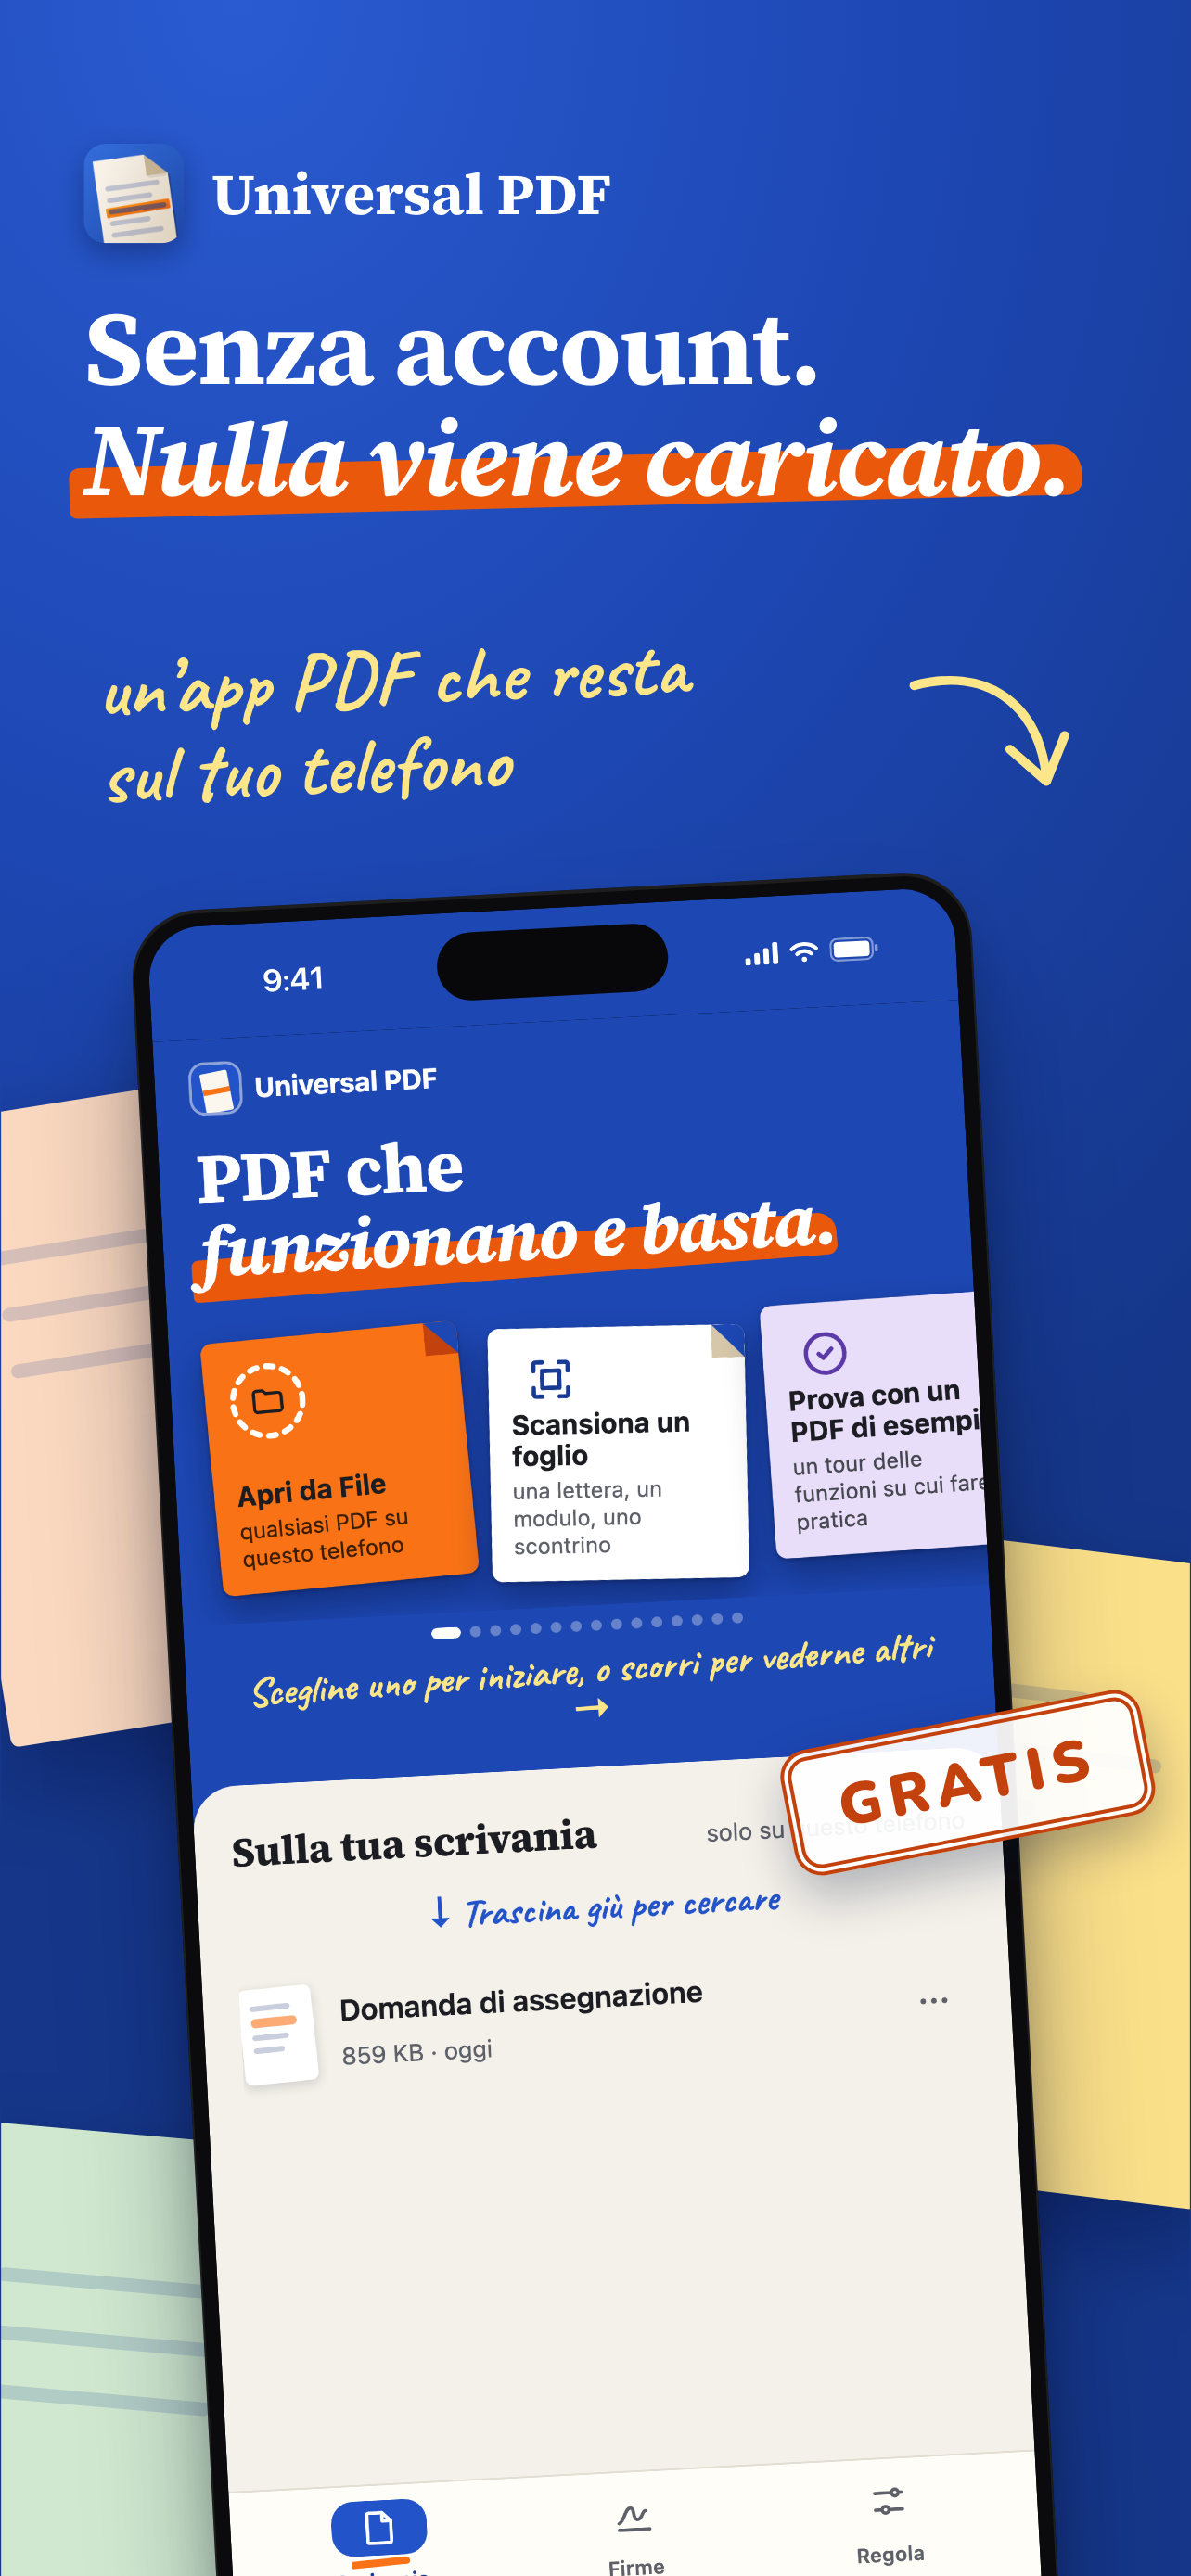 Universal PDF
Senza account.
Nulla viene caricato.
un'app PDF che resta
sul tuo telefono
9:41
Universal PDF
PDF che
funzionano e basta.
Apri da File
qualsiasi PDF su
questo telefono
Scansiona un
foglio
una lettera, un
modulo, uno
scontrino
Prova con un
PDF di esempi
un tour delle
funzioni su cui fare
pratica
Scegline uno per iniziare, o scorri per vederne altri
→
GRATIS
Sulla tua scrivania
solo su questo telefono
↓ Trascina giù per cercare
Domanda di assegnazione
859 KB · oggi
Firme
Regola